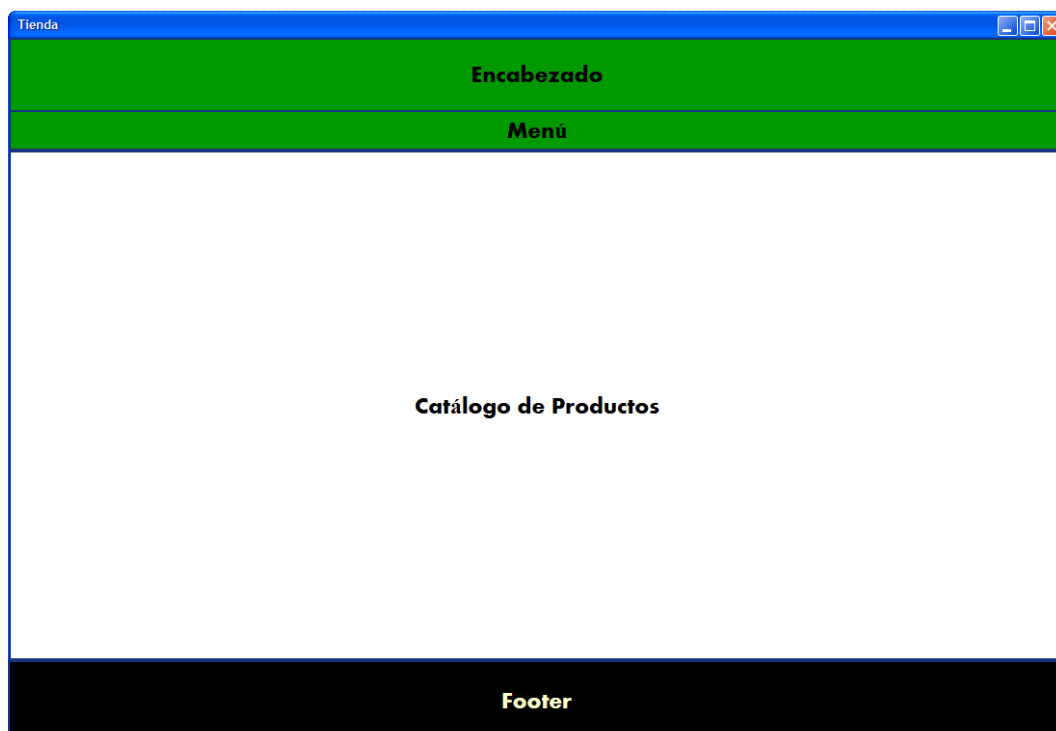 Tienda
Encabezado
Menú
Catálogo de Productos
Footer